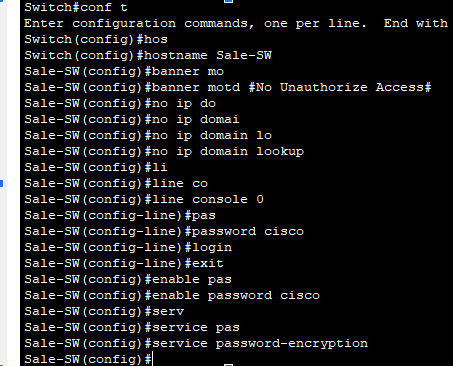 Switch#conf t
Enter configuration commands, one per line.  End with
Switch(config)#hos
Switch(config)#hostname Sale-SW
Sale-SW(config)#banner mo
Sale-SW(config)#banner motd #No Unauthorize Access#
Sale-SW(config)#no ip do
Sale-SW(config)#no ip domai
Sale-SW(config)#no ip domain lo
Sale-SW(config)#no ip domain lookup
Sale-SW(config)#li
Sale-SW(config)#line co
Sale-SW(config)#line console 0
Sale-SW(config-line)#pas
Sale-SW(config-line)#password cisco
Sale-SW(config-line)#login
Sale-SW(config-line)#exit
Sale-SW(config)#enable pas
Sale-SW(config)#enable password cisco
Sale-SW(config)#serv
Sale-SW(config)#service pas
Sale-SW(config)#service password-encryption
Sale-SW(config)#